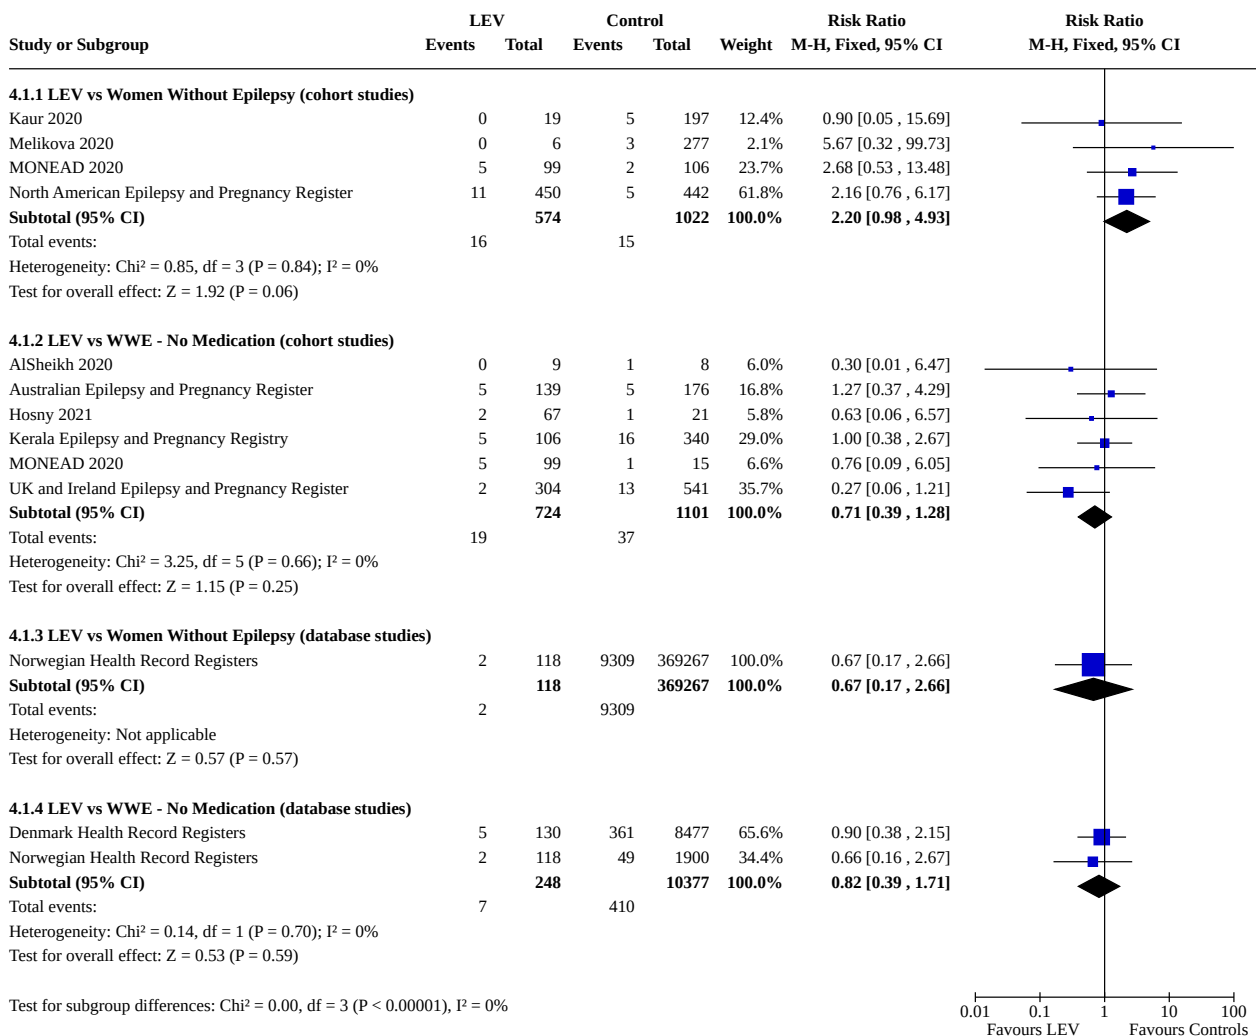 LEV Control Risk Ratio Risk Ratio
Study or Subgroup Events Total Events Total Weight M-H, Fixed, 95% CI M-H, Fixed, 95% CI
4.1.1 LEV vs Women Without Epilepsy (cohort studies)
Kaur 2020 0 19 5 197 12.4% 0.90 [0.05 , 15.69]
Melikova 2020 0 6 3 277 2.1% 5.67 [0.32 , 99.73]
MONEAD 2020 5 99 2 106 23.7% 2.68 [0.53 , 13.48]
North American Epilepsy and Pregnancy Register 11 450 5 442 61.8% 2.16 [0.76 , 6.17]
Subtotal (95% CI) 574 1022 100.0% 2.20 [0.98 , 4.93]
Total events: 16 15
Heterogeneity: Chi² = 0.85, df = 3 (P = 0.84); I² = 0%
Test for overall effect: Z = 1.92 (P = 0.06)
4.1.2 LEV vs WWE - No Medication (cohort studies)
AlSheikh 2020 0 9 1 8 6.0% 0.30 [0.01 , 6.47]
Australian Epilepsy and Pregnancy Register 5 139 5 176 16.8% 1.27 [0.37 , 4.29]
Hosny 2021 2 67 1 21 5.8% 0.63 [0.06 , 6.57]
Kerala Epilepsy and Pregnancy Registry 5 106 16 340 29.0% 1.00 [0.38 , 2.67]
MONEAD 2020 5 99 1 15 6.6% 0.76 [0.09 , 6.05]
UK and Ireland Epilepsy and Pregnancy Register 2 304 13 541 35.7% 0.27 [0.06 , 1.21]
Subtotal (95% CI) 724 1101 100.0% 0.71 [0.39 , 1.28]
Total events: 19 37
Heterogeneity: Chi² = 3.25, df = 5 (P = 0.66); I² = 0%
Test for overall effect: Z = 1.15 (P = 0.25)
4.1.3 LEV vs Women Without Epilepsy (database studies)
Norwegian Health Record Registers 2 118 9309 369267 100.0% 0.67 [0.17 , 2.66]
Subtotal (95% CI) 118 369267 100.0% 0.67 [0.17 , 2.66]
Total events: 2 9309
Heterogeneity: Not applicable
Test for overall effect: Z = 0.57 (P = 0.57)
4.1.4 LEV vs WWE - No Medication (database studies)
Denmark Health Record Registers 5 130 361 8477 65.6% 0.90 [0.38 , 2.15]
Norwegian Health Record Registers 2 118 49 1900 34.4% 0.66 [0.16 , 2.67]
Subtotal (95% CI) 248 10377 100.0% 0.82 [0.39 , 1.71]
Total events: 7 410
Heterogeneity: Chi² = 0.14, df = 1 (P = 0.70); I² = 0%
Test for overall effect: Z = 0.53 (P = 0.59)
Test for subgroup differences: Chi² = 0.00, df = 3 (P < 0.00001), I² = 0%
0.01 0.1 1 10 100
Favours LEV Favours Controls